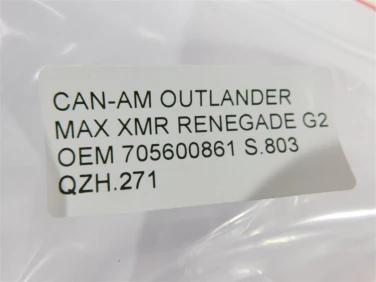 CAN-AM OUTLANDER
MAX XMR RENEGADE G2
OEM 705600861 S.803
QZH.271